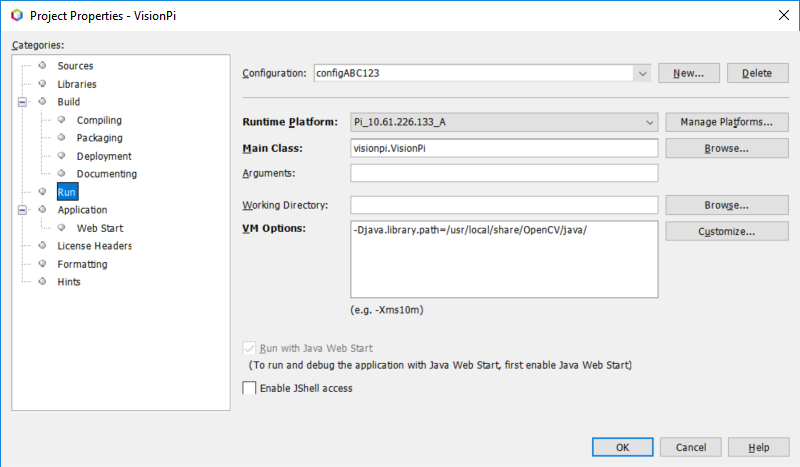 Project Properties - VisionPi
Categories:
Sources
Libraries
Build
Compiling
Packaging
Deployment
Documenting
Run
Application
Web Start
License Headers
Formatting
Hints
Configuration: configABC123 New... Delete
Runtime Platform: Pi_10.61.226.133_A Manage Platforms...
Main Class: visionpi.VisionPi Browse...
Arguments:
Working Directory: Browse...
VM Options: -Djava.library.path=/usr/local/share/OpenCV/java/ Customize...
(e.g. -Xms10m)
Run with Java Web Start
(To run and debug the application with Java Web Start, first enable Java Web Start)
Enable JShell access
OK Cancel Help